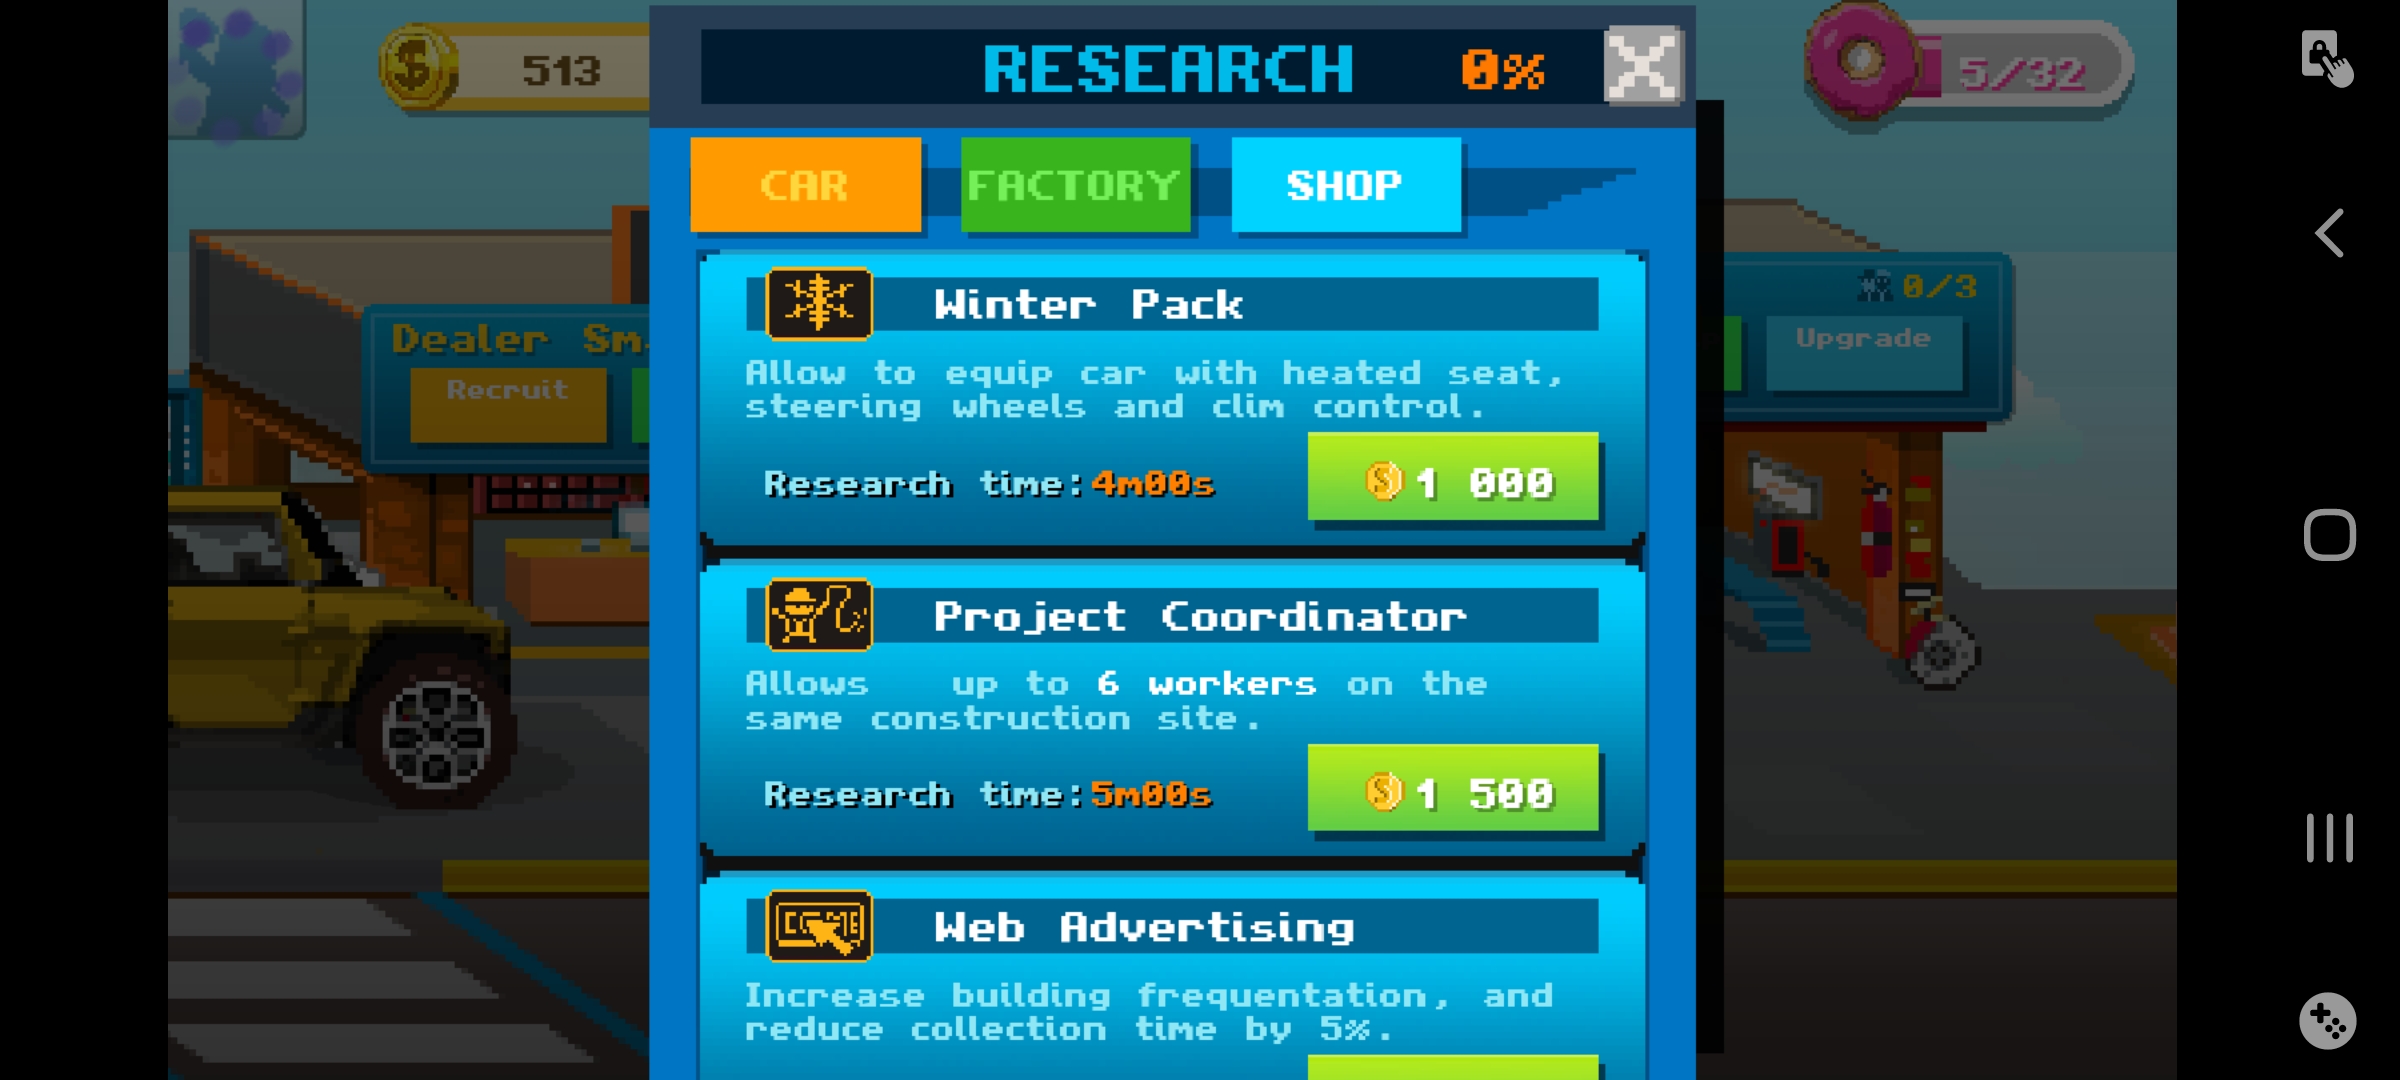 513
RESEARCH 0%
5/32
CAR FACTORY SHOP
Winter Pack
0/3
Upgrade
Dealer
Recruit
Allow to equip car with heated seat,
steering wheels and clim control.
Research time:4m00s
1 000
Project Coordinator
Allows up to 6 workers on the
same construction site.
Research time:5m00s
1 500
Web Advertising
Increase building frequentation, and
reduce collection time by 5%.